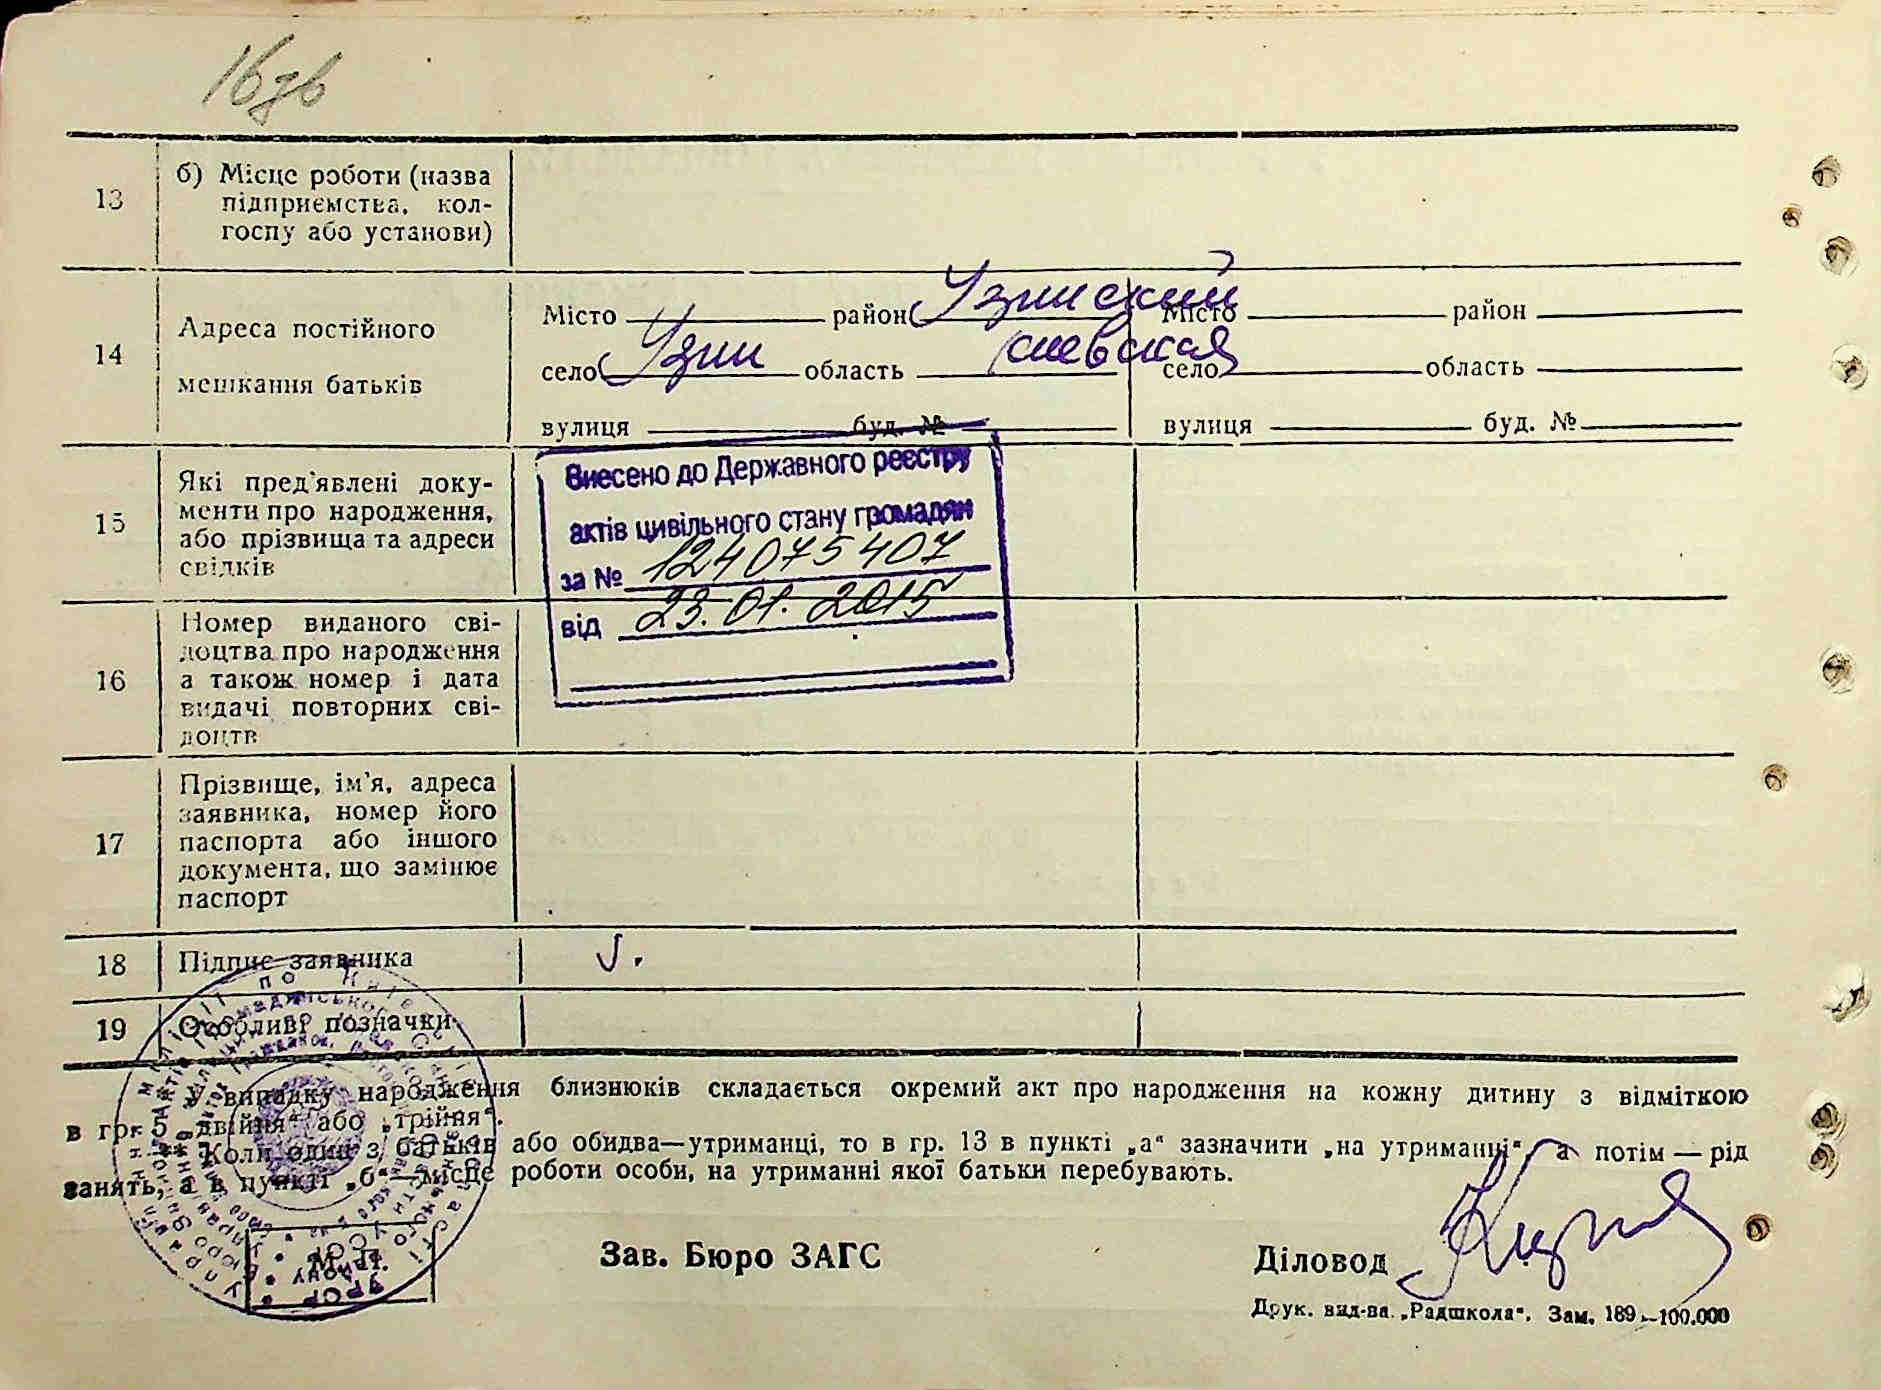 16зв
13
б) Місце роботи (назва
підприємства, кол-
госпу або установи)
14
Адреса постійного
мешкання батьків
Місто район Узинский
село Узин область Киевская
вулиця буд. №
Місто район
село область
вулиця буд. №
15
Які пред'явлені доку-
менти про народження,
або прізвища та адреси
свідків
Внесено до Державного реєстру
актів цивільного стану громадян
за № 124075407
від 23.01.2015
16
Номер виданого сві-
доцтва про народження
а також номер і дата
видачі повторних сві-
доцтв
17
Прізвище, ім'я, адреса
заявника, номер його
паспорта або іншого
документа, що замінює
паспорт
18
Підпис заявника
19
Особливі позначки
У випадку народження близнюків складається окремий акт про народження на кожну дитину з відміткою
в гр. 5 „двійня“ або „трійня“.
Коли один з батьків або обидва—утриманці, то в гр. 13 в пункті „а“ зазначити „на утриманні“, а потім — рід
занять, а в пункті „б“—місце роботи особи, на утриманні якої батьки перебувають.
М. П.
Зав. Бюро ЗАГС
Діловод
Друк. вид-ва „Радшкола“. Зам. 189—100.000